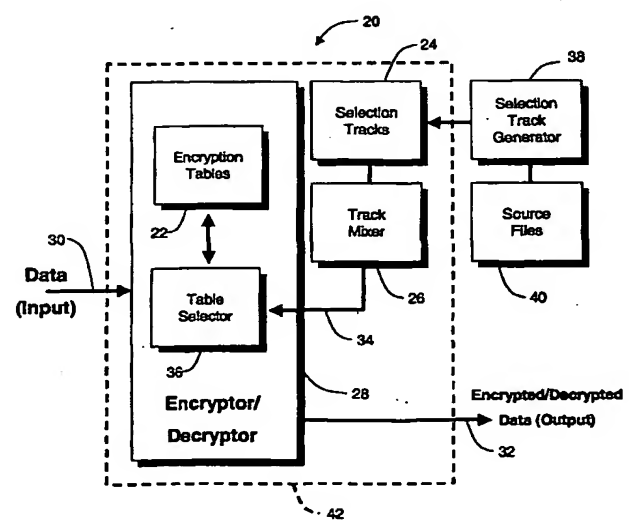 20
24
38
Selection
Tracks
Selection
Track
Generator
Encryption
Tables
22
30
Data
(Input)
Track
Mixer
Source
Files
26
40
Table
Selector
34
36
28
Encryptor/
Decryptor
Encrypted/Decrypted
Data (Output)
32
42